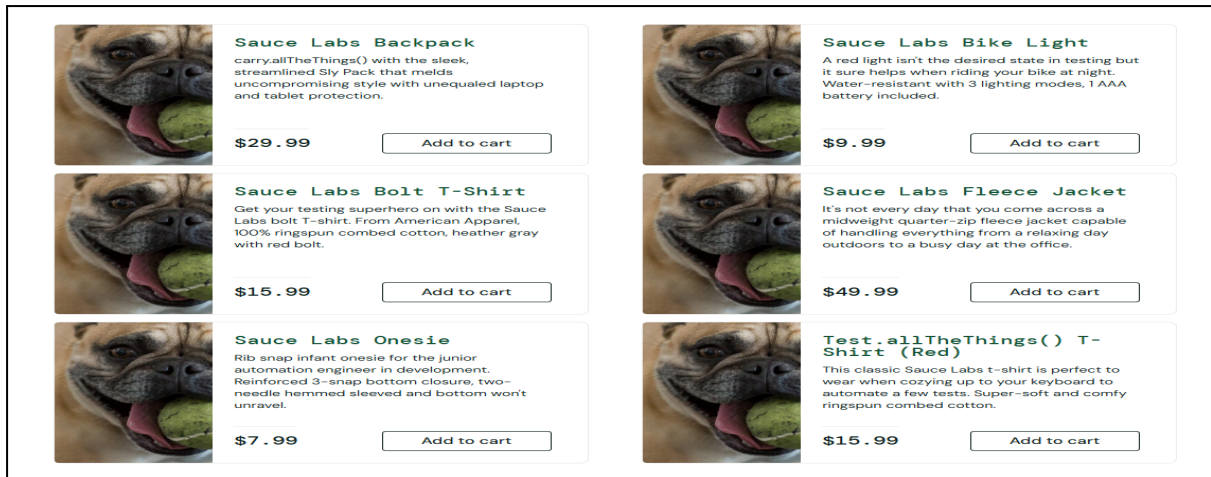 Sauce Labs Backpack
carry.allTheThings() with the sleek,
streamlined Sly Pack that melds
uncompromising style with unequaled laptop
and tablet protection.
$29.99
Add to cart
Sauce Labs Bike Light
A red light isn't the desired state in testing but
it sure helps when riding your bike at night.
Water-resistant with 3 lighting modes, 1 AAA
battery included.
$9.99
Add to cart
Sauce Labs Bolt T-Shirt
Get your testing superhero on with the Sauce
Labs bolt T-shirt. From American Apparel,
100% ringspun combed cotton, heather gray
with red bolt.
$15.99
Add to cart
Sauce Labs Fleece Jacket
It's not every day that you come across a
midweight quarter-zip fleece jacket capable
of handling everything from a relaxing day
outdoors to a busy day at the office.
$49.99
Add to cart
Sauce Labs Onesie
Rib snap infant onesie for the junior
automation engineer in development.
Reinforced 3-snap bottom closure, two-
needle hemmed sleeved and bottom won't
unravel.
$7.99
Add to cart
Test.allTheThings() T-
Shirt (Red)
This classic Sauce Labs t-shirt is perfect to
wear when cozying up to your keyboard to
automate a few tests. Super-soft and comfy
ringspun combed cotton.
$15.99
Add to cart